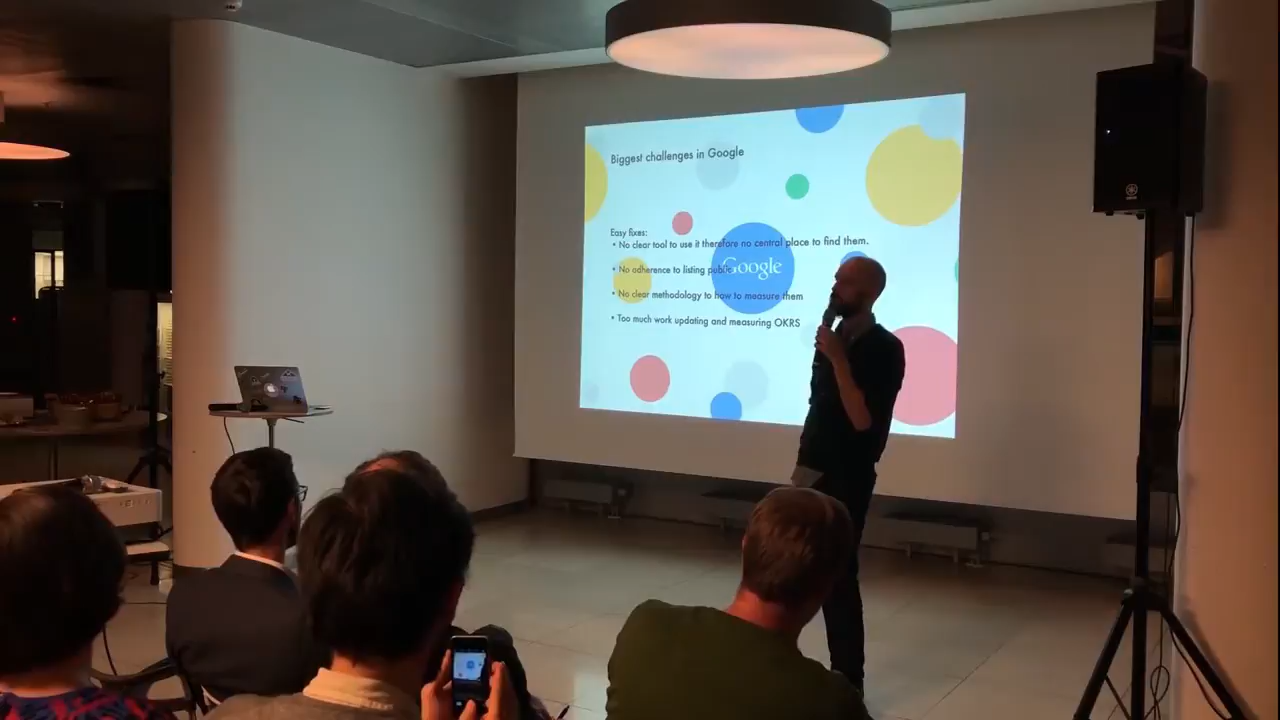 Biggest challenges in Google
Easy fixes:
• No clear tool to use it therefore no central place to find them.
• No adherence to listing public
Google
• No clear methodology to how to measure them
• Too much work updating and measuring OKRS